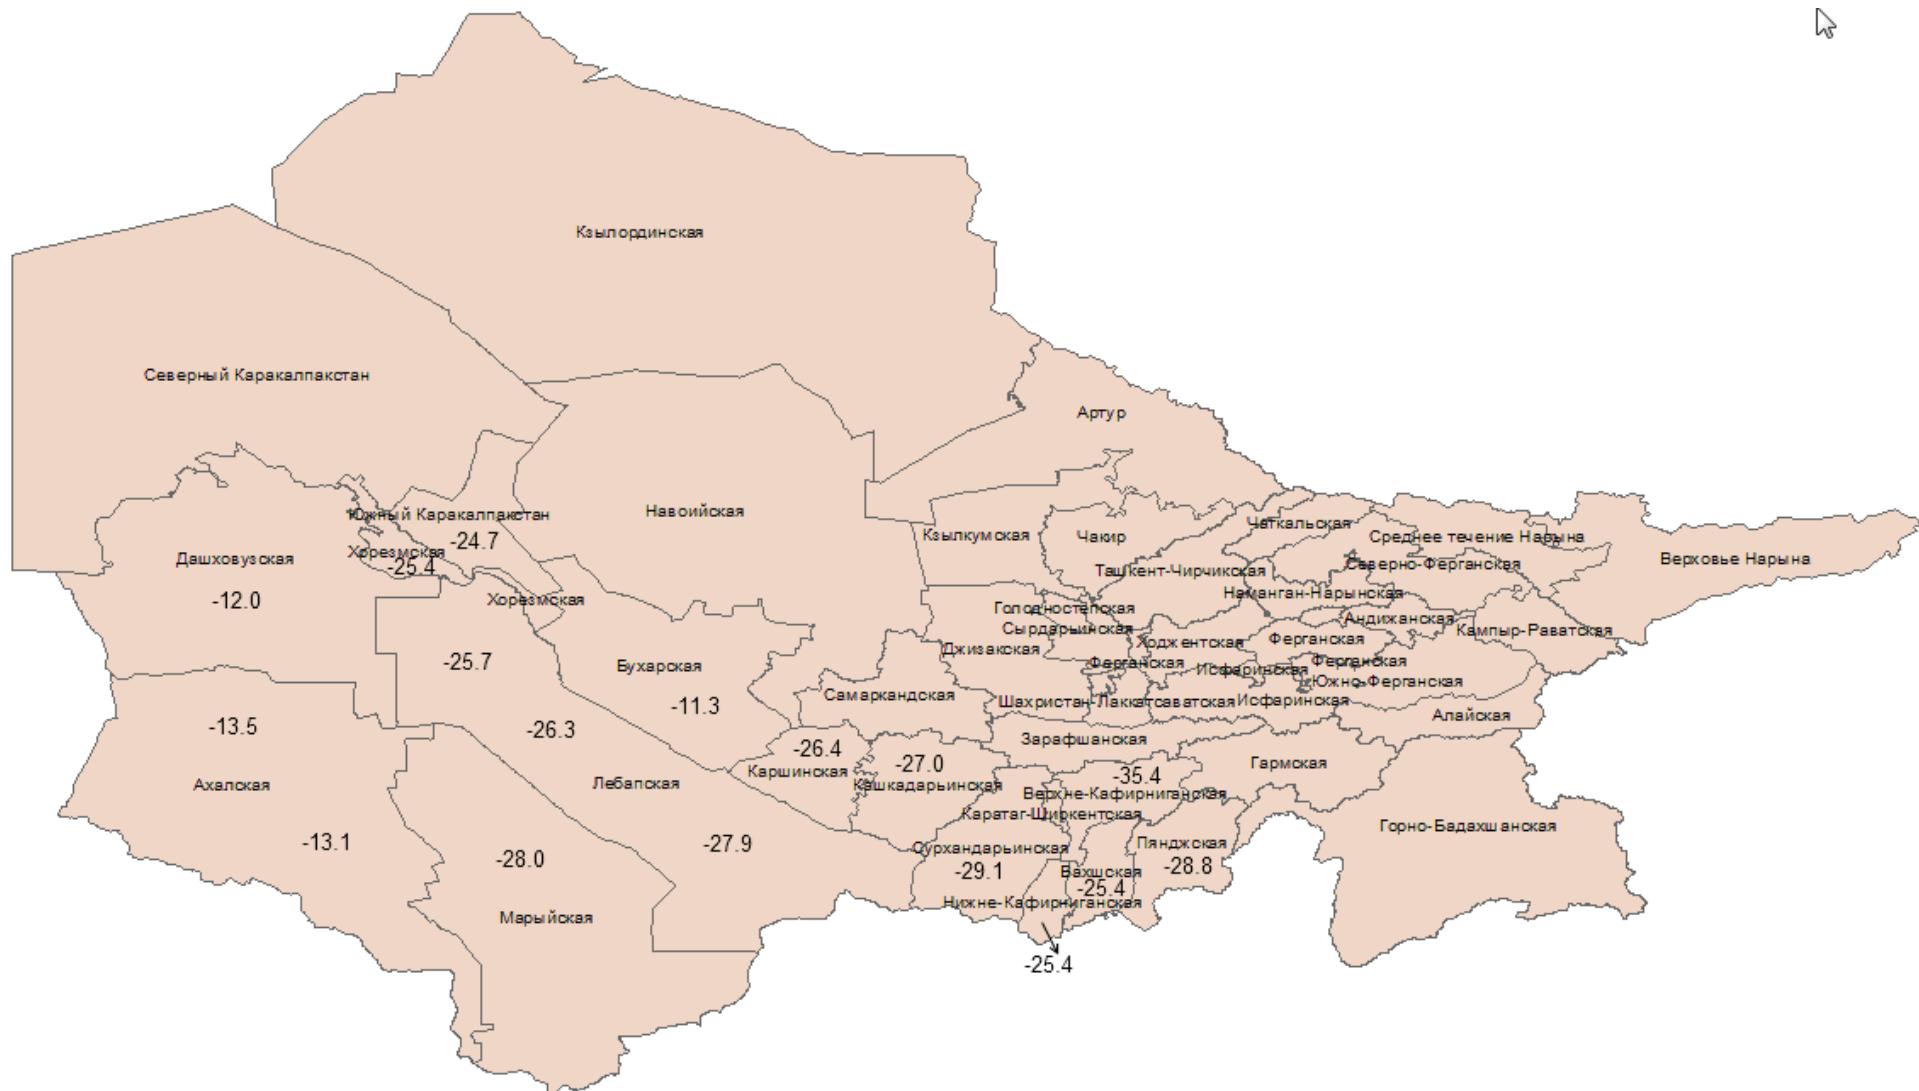 Кзылординская
Северный Каракалпакстан
Артур
Навоийская
Южный Каракалпакстан
-24.7
Хорезмская
-25.4
Дашховузская
-12.0
Хорезмская
Кзылкумская
Чакир
Чаткальская
Среднее течение Нарына
Верховье Нарына
Ташкент-Чирчикская
Северно-Ферганская
Наманган-Нарынская
Голодностепская
Сырдарьинская
Джизакская
Ходжентская
Андижанская
Кампыр-Раватская
Ферганская
Ферганская
Исфаринская
Ферганская
Южно-Ферганская
-25.7
Бухарская
-11.3
Самаркандская
Шахристан-Лаккатсаватская
Исфаринская
Алайская
-13.5
-26.3
Зарафшанская
-26.4
Каршинская
-27.0
Кашкадарьинская
-35.4
Гармская
Ахалская
Лебапская
Верхне-Кафирниганская
Каратаг-Ширкентская
Горно-Бадахшанская
-13.1
-28.0
-27.9
Сурхандарьинская
-29.1
Пянджская
-28.8
Вахшская
-25.4
Нижне-Кафирниганская
Марыйская
-25.4